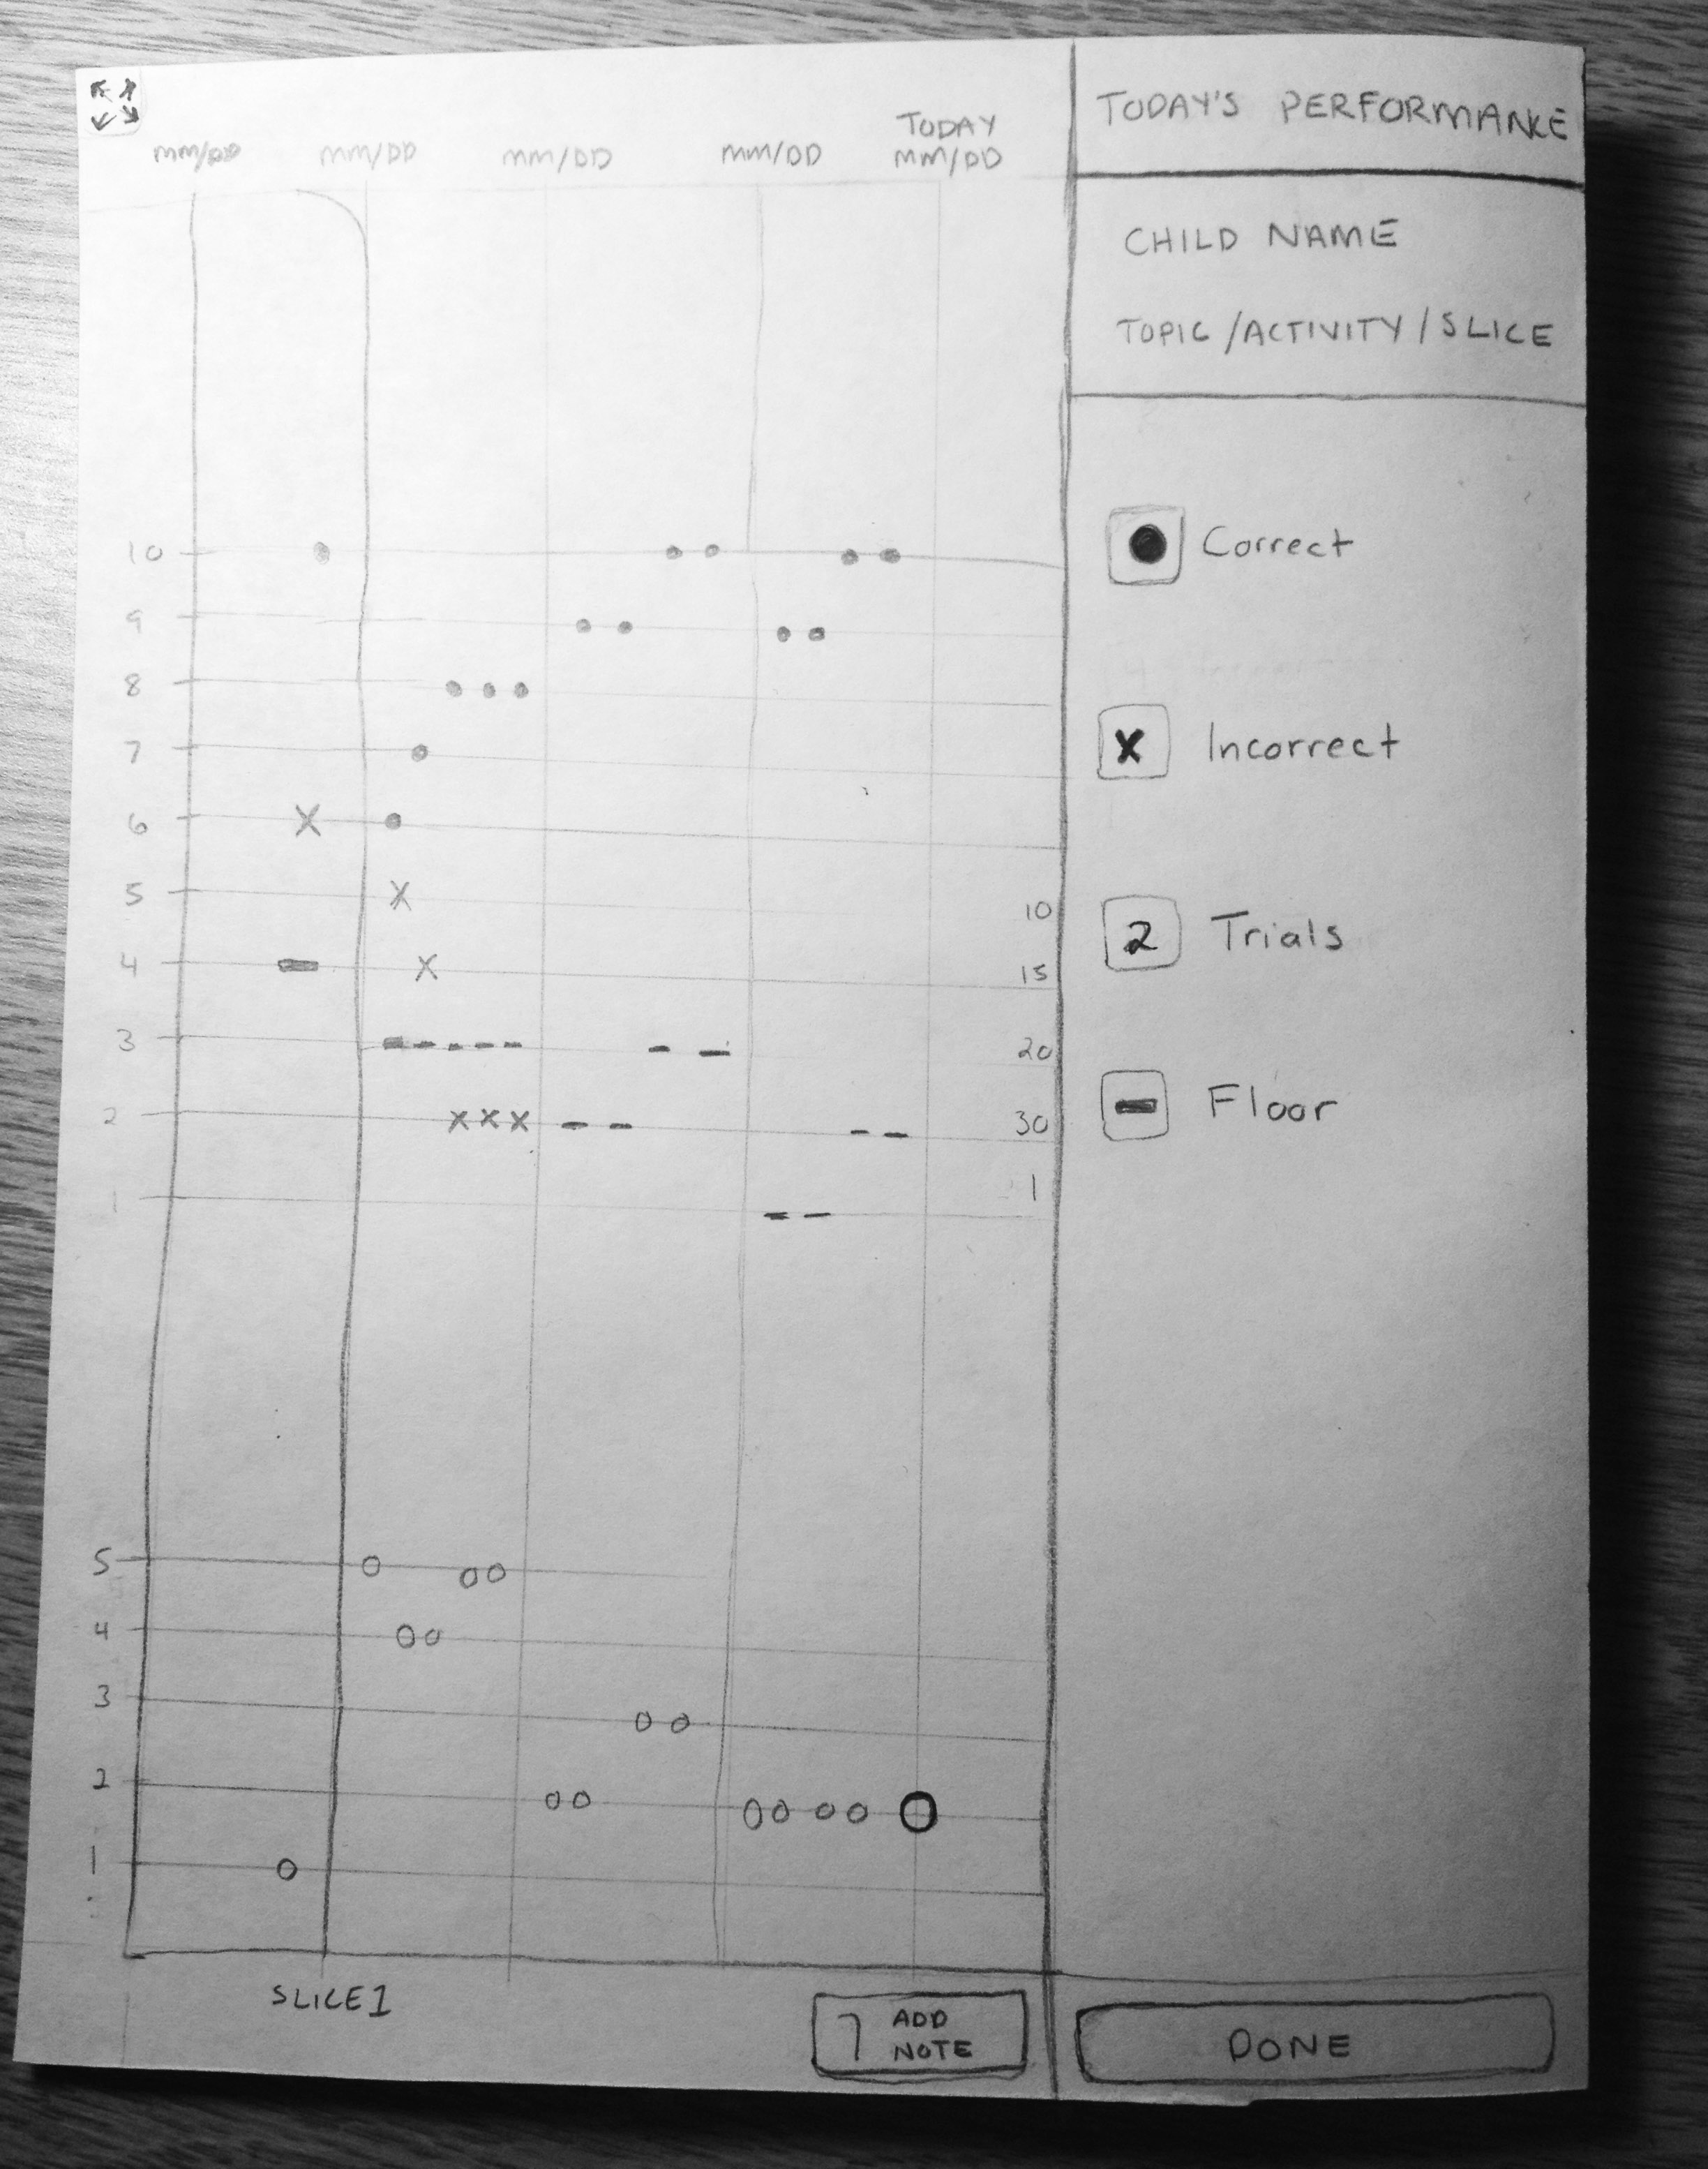 TODAY
MM/DD MM/DD MM/DD MM/DD MM/DD
10
9
8
7
6
5 10
4 15
3 20
2 30
1 1
5
4
3
2
1
SLICE 1
ADD
NOTE
TODAY'S PERFORMANCE
CHILD NAME
TOPIC/ACTIVITY/SLICE
Correct
X Incorrect
2 Trials
Floor
DONE